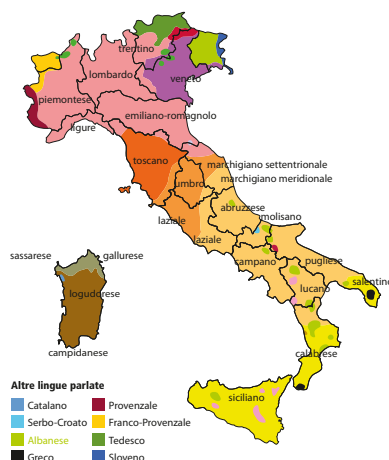 trentino
lombardo
veneto
piemontese
emiliano-romagnolo
ligure
toscano
marchigiano settentrionale
marchigiano meridionale
umbro
abruzzese
molisano
laziale
laziale
campano
pugliese
sassarese
gallurese
salentino
lucano
logudorese
campidanese
calabrese
siciliano
Altre lingue parlate
Catalano
Provenzale
Serbo-Croato
Franco-Provenzale
Albanese
Tedesco
Greco
Sloveno